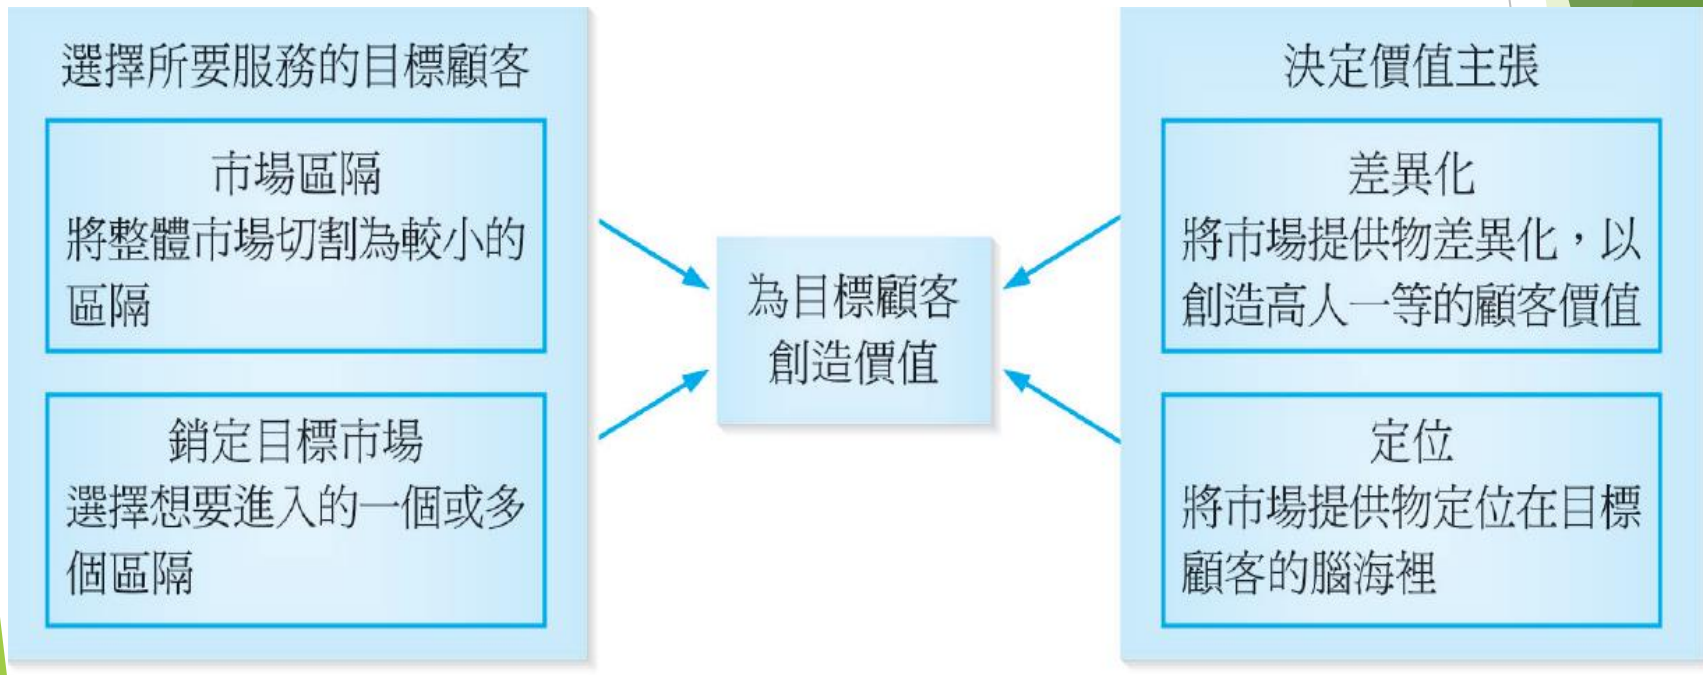 選擇所要服務的目標顧客
市場區隔
將整體市場切割為較小的
區隔
銷定目標市場
選擇想要進入的一個或多
個區隔
為目標顧客
創造價值
決定價值主張
差異化
將市場提供物差異化，以
創造高人一等的顧客價值
定位
將市場提供物定位在目標
顧客的腦海裡